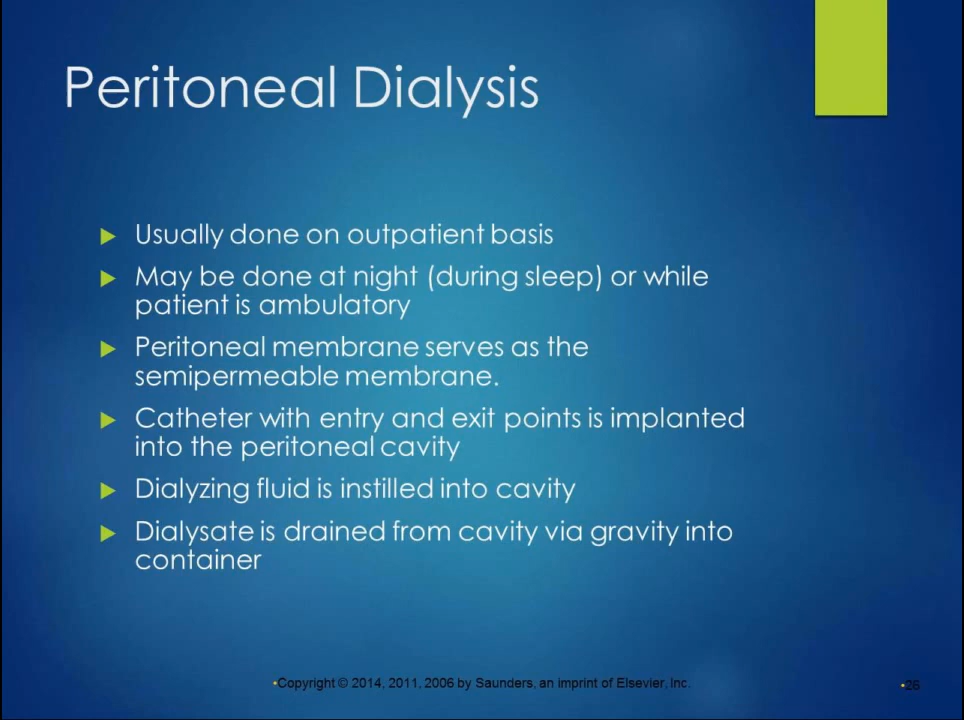 Peritoneal Dialysis
Usually done on outpatient basis
May be done at night (during sleep) or while
patient is ambulatory
Peritoneal membrane serves as the
semipermeable membrane.
Catheter with entry and exit points is implanted
into the peritoneal cavity
Dialyzing fluid is instilled into cavity
Dialysate is drained from cavity via gravity into
container
•Copyright © 2014, 2011, 2006 by Saunders, an imprint of Elsevier, Inc.
•26